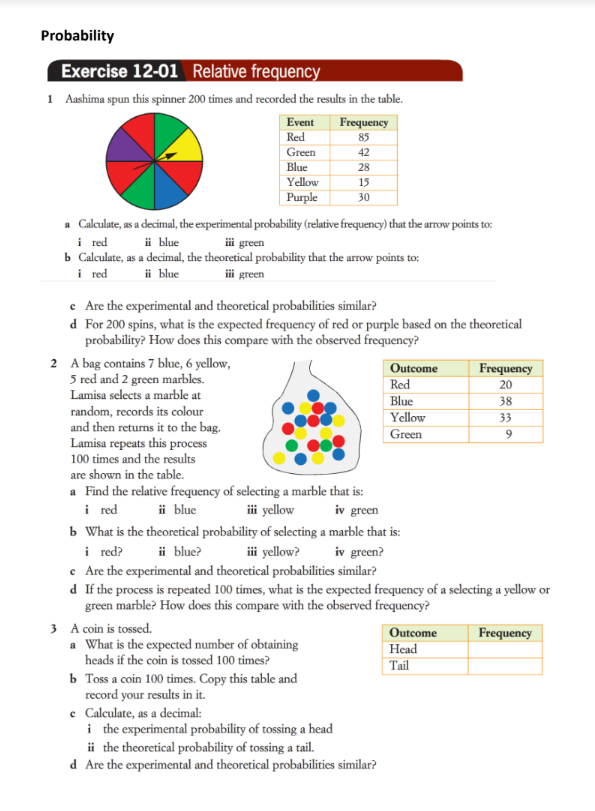 Probability
Exercise 12-01 Relative frequency
1 Aashima spun this spinner 200 times and recorded the results in the table.
Event Frequency
Red 85
Green 42
Blue 28
Yellow 15
Purple 30
a Calculate, as a decimal, the experimental probability (relative frequency) that the arrow points to:
i red ii blue iii green
b Calculate, as a decimal, the theoretical probability that the arrow points to:
i red ii blue iii green
c Are the experimental and theoretical probabilities similar?
d For 200 spins, what is the expected frequency of red or purple based on the theoretical
probability? How does this compare with the observed frequency?
2 A bag contains 7 blue, 6 yellow,
5 red and 2 green marbles.
Lamisa selects a marble at
random, records its colour
and then returns it to the bag.
Lamisa repeats this process
100 times and the results
are shown in the table.
Outcome Frequency
Red 20
Blue 38
Yellow 33
Green 9
a Find the relative frequency of selecting a marble that is:
i red ii blue iii yellow iv green
b What is the theoretical probability of selecting a marble that is:
i red? ii blue? iii yellow? iv green?
c Are the experimental and theoretical probabilities similar?
d If the process is repeated 100 times, what is the expected frequency of a selecting a yellow or
green marble? How does this compare with the observed frequency?
3 A coin is tossed.
a What is the expected number of obtaining
heads if the coin is tossed 100 times?
b Toss a coin 100 times. Copy this table and
record your results in it.
Outcome Frequency
Head
Tail
c Calculate, as a decimal:
i the experimental probability of tossing a head
ii the theoretical probability of tossing a tail.
d Are the experimental and theoretical probabilities similar?